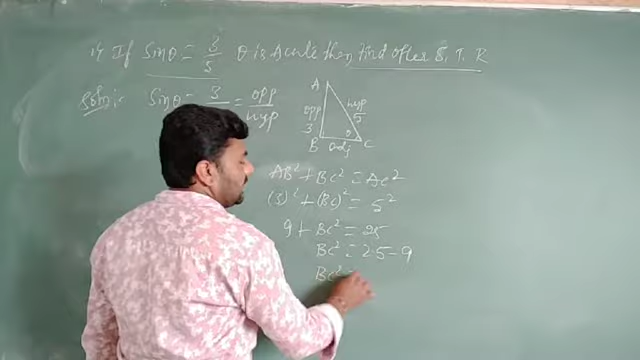 1) If Sinθ = 3/5 θ is Acute then find other 5. T. R
Soln: Sinθ = 3 = opp/hyp
A
opp hyp
3 5
θ
B adj C
AB² + BC² = AC²
(3)² + (BC)² = 5²
9 + BC² = 25
BC² = 25 - 9
BC² =